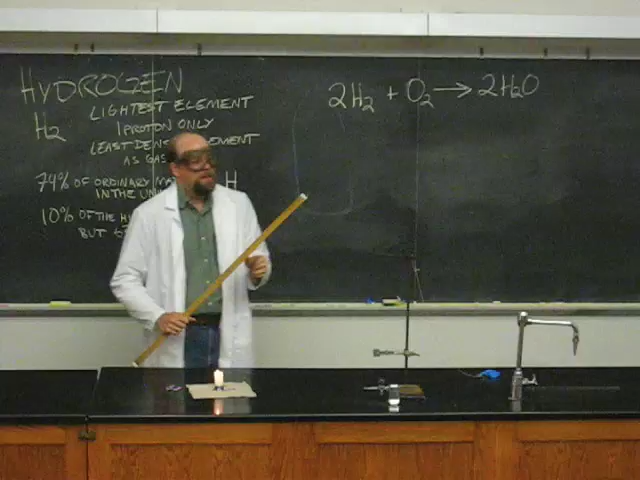 HYDROGEN
H2
LIGHTEST ELEMENT
1 PROTON ONLY
LEAST DENSE ELEMENT
AS GAS
74% OF ORDINARY
IN THE
10% OF THE
BUT
2H2 + O2 → 2H2O